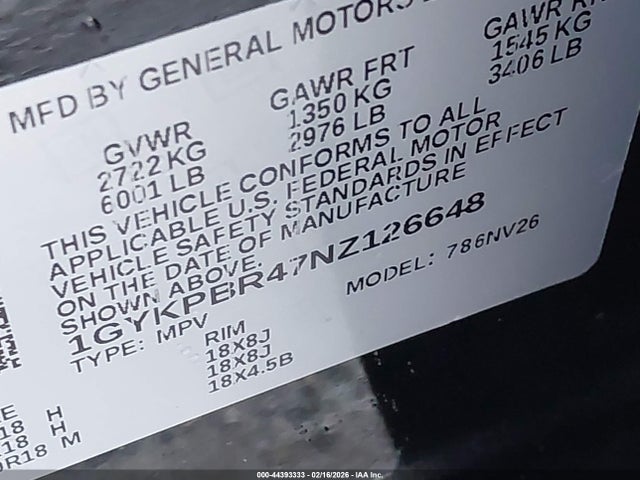 MFD BY GENERAL MOTORS
GVWR GAWR FRT GAWR
2722 KG 1350 KG 1545 KG
6001 LB 2976 LB 3406 LB
THIS VEHICLE CONFORMS TO ALL
APPLICABLE U.S. FEDERAL MOTOR
VEHICLE SAFETY STANDARDS IN EFFECT
ON THE DATE OF MANUFACTURE
SHOWN ABOVE.
1GYKPBR47NZ126648
TYPE: MPV MODEL: 786NV26
RIM
18 H 18X8J
18 H 18X8J
R18 M 18X4.5B
000-44393333 - 02/16/2026 - IAA Inc.